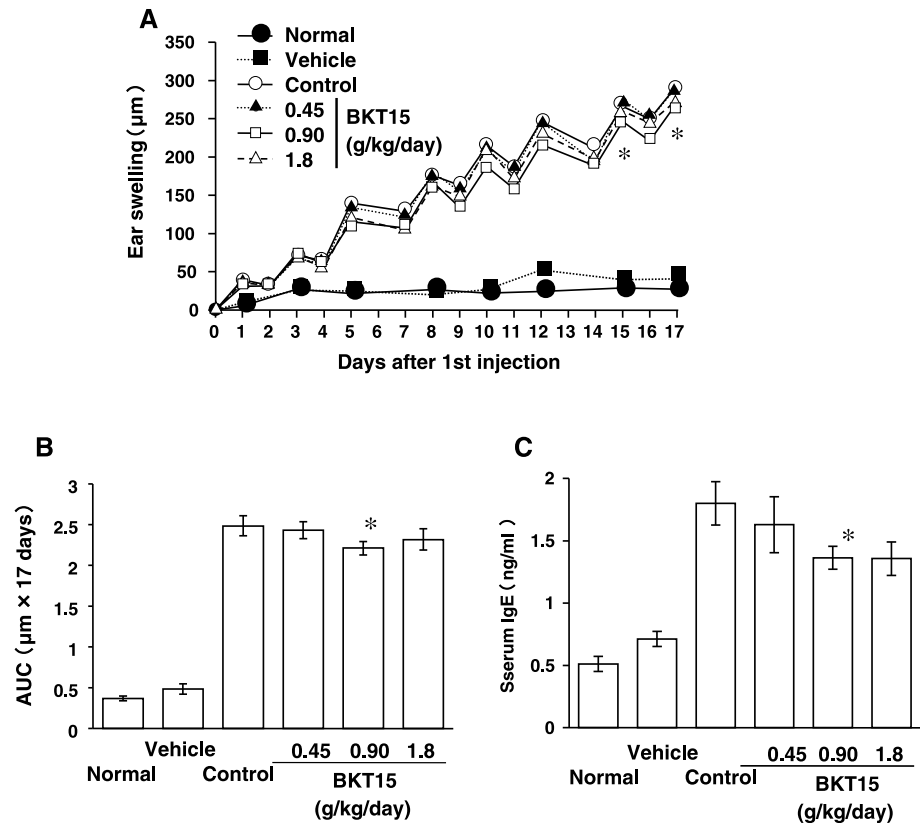 A
Normal
Vehicle
Control
0.45
0.90
1.8
BKT15
(g/kg/day)
Ear swelling (μm)
350
300
250
200
150
100
50
0
*
*
0 1 2 3 4 5 6 7 8 9 10 11 12 13 14 15 16 17
Days after 1st injection
B
AUC (μm × 17 days)
3
2.5
2
1.5
1
0.5
0
*
Vehicle 0.45 0.90 1.8
Normal Control BKT15
(g/kg/day)
C
Sserum IgE (ng/ml)
2
1.5
1
0.5
0
*
Vehicle 0.45 0.90 1.8
Normal Control BKT15
(g/kg/day)